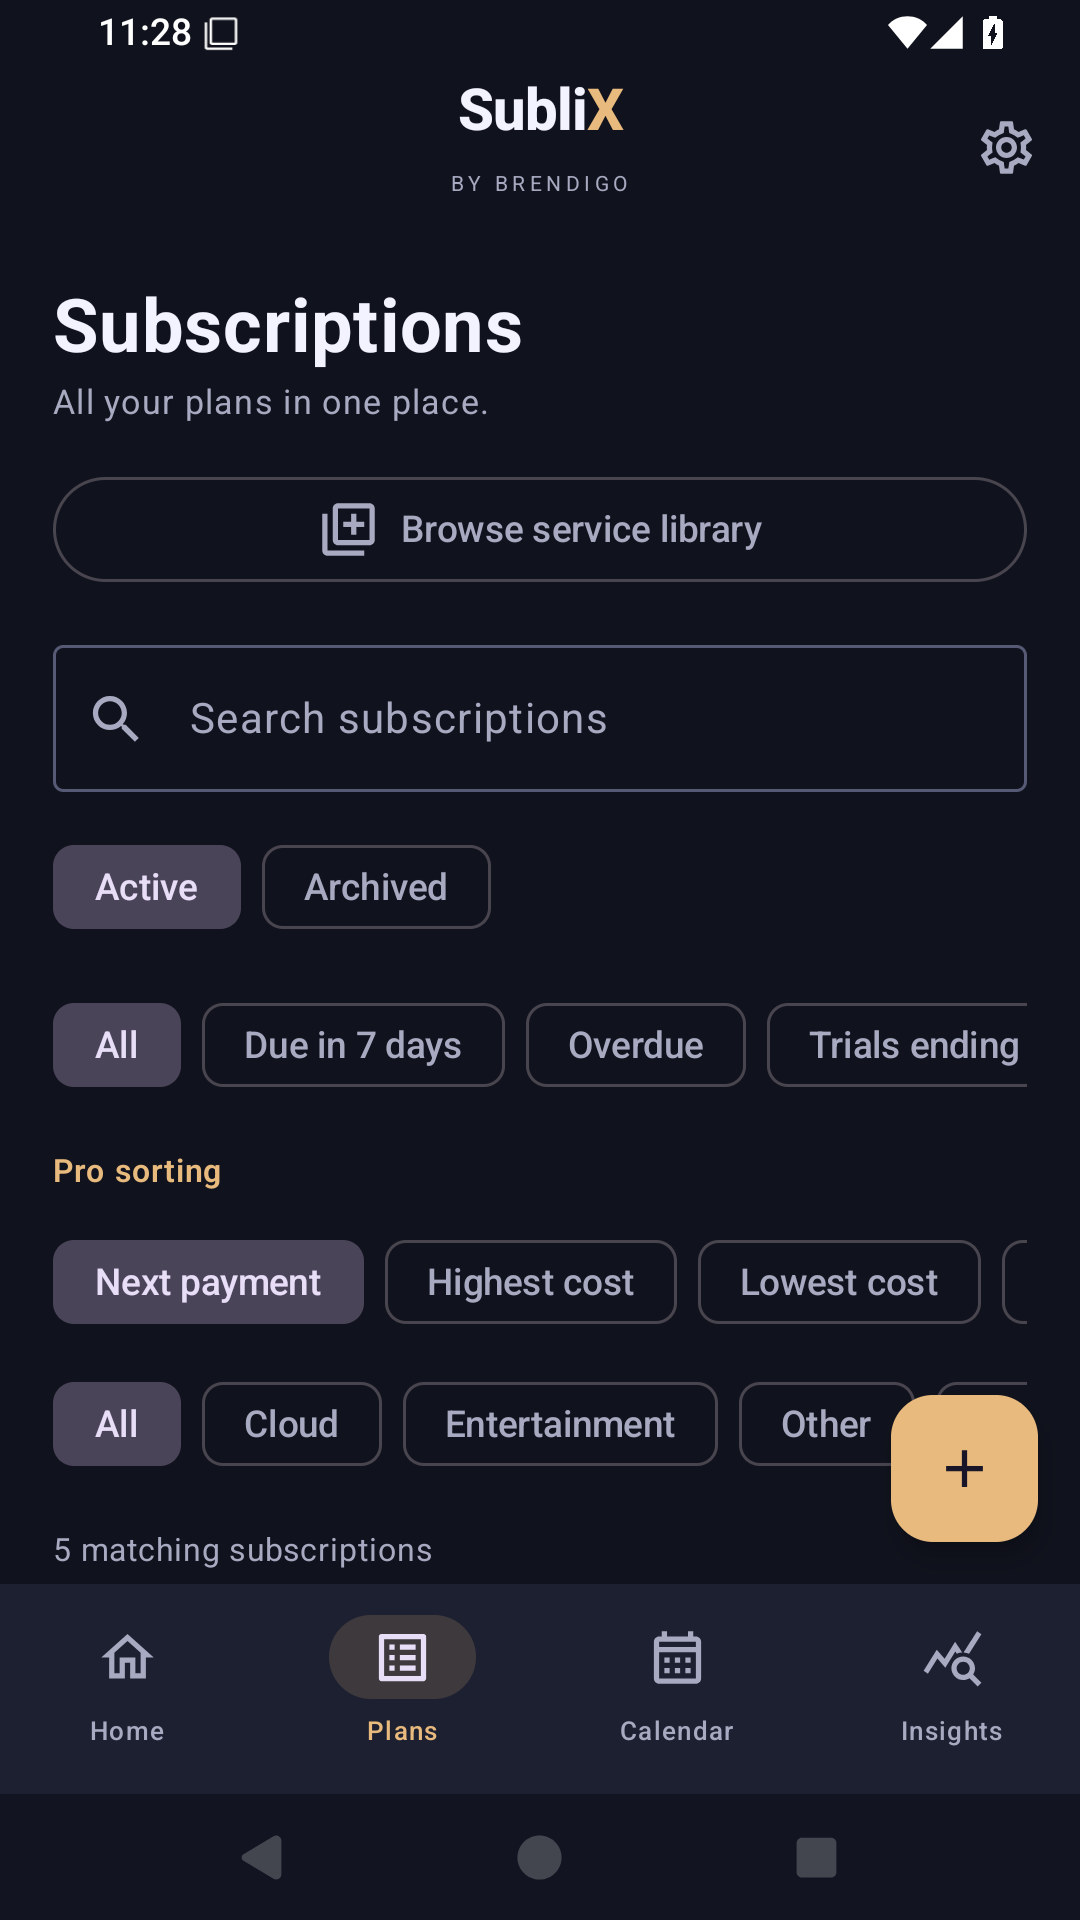 11:28
SubliX
BY BRENDIGO
Subscriptions
All your plans in one place.
Browse service library
Search subscriptions
Active Archived
All Due in 7 days Overdue Trials ending
Pro sorting
Next payment Highest cost Lowest cost
All Cloud Entertainment Other
5 matching subscriptions
Home Plans Calendar Insights